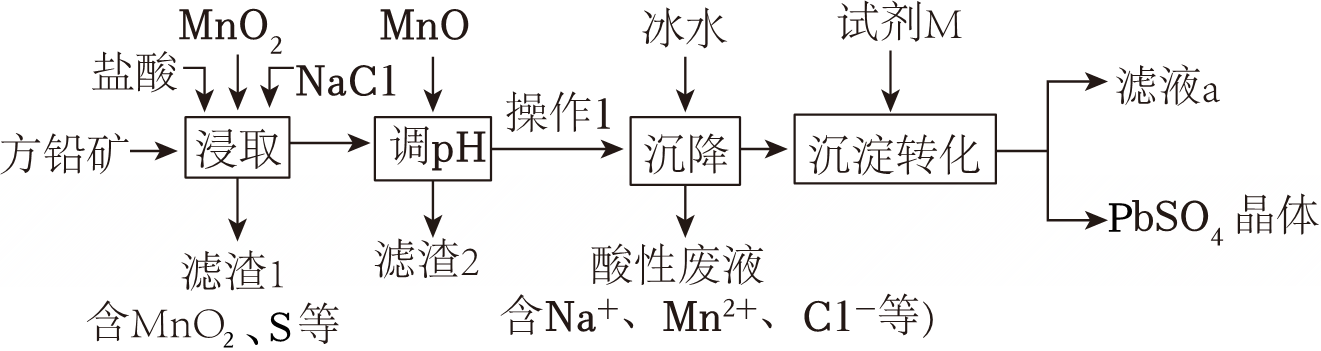 MnO₂
MnO
冰水
试剂M
盐酸
NaCl
操作1
滤液a
方铅矿
浸取
调pH
沉降
沉淀转化
PbSO₄ 晶体
滤渣1
滤渣2
酸性废液
含MnO₂、S等
含Na⁺、Mn²⁺、Cl⁻等)